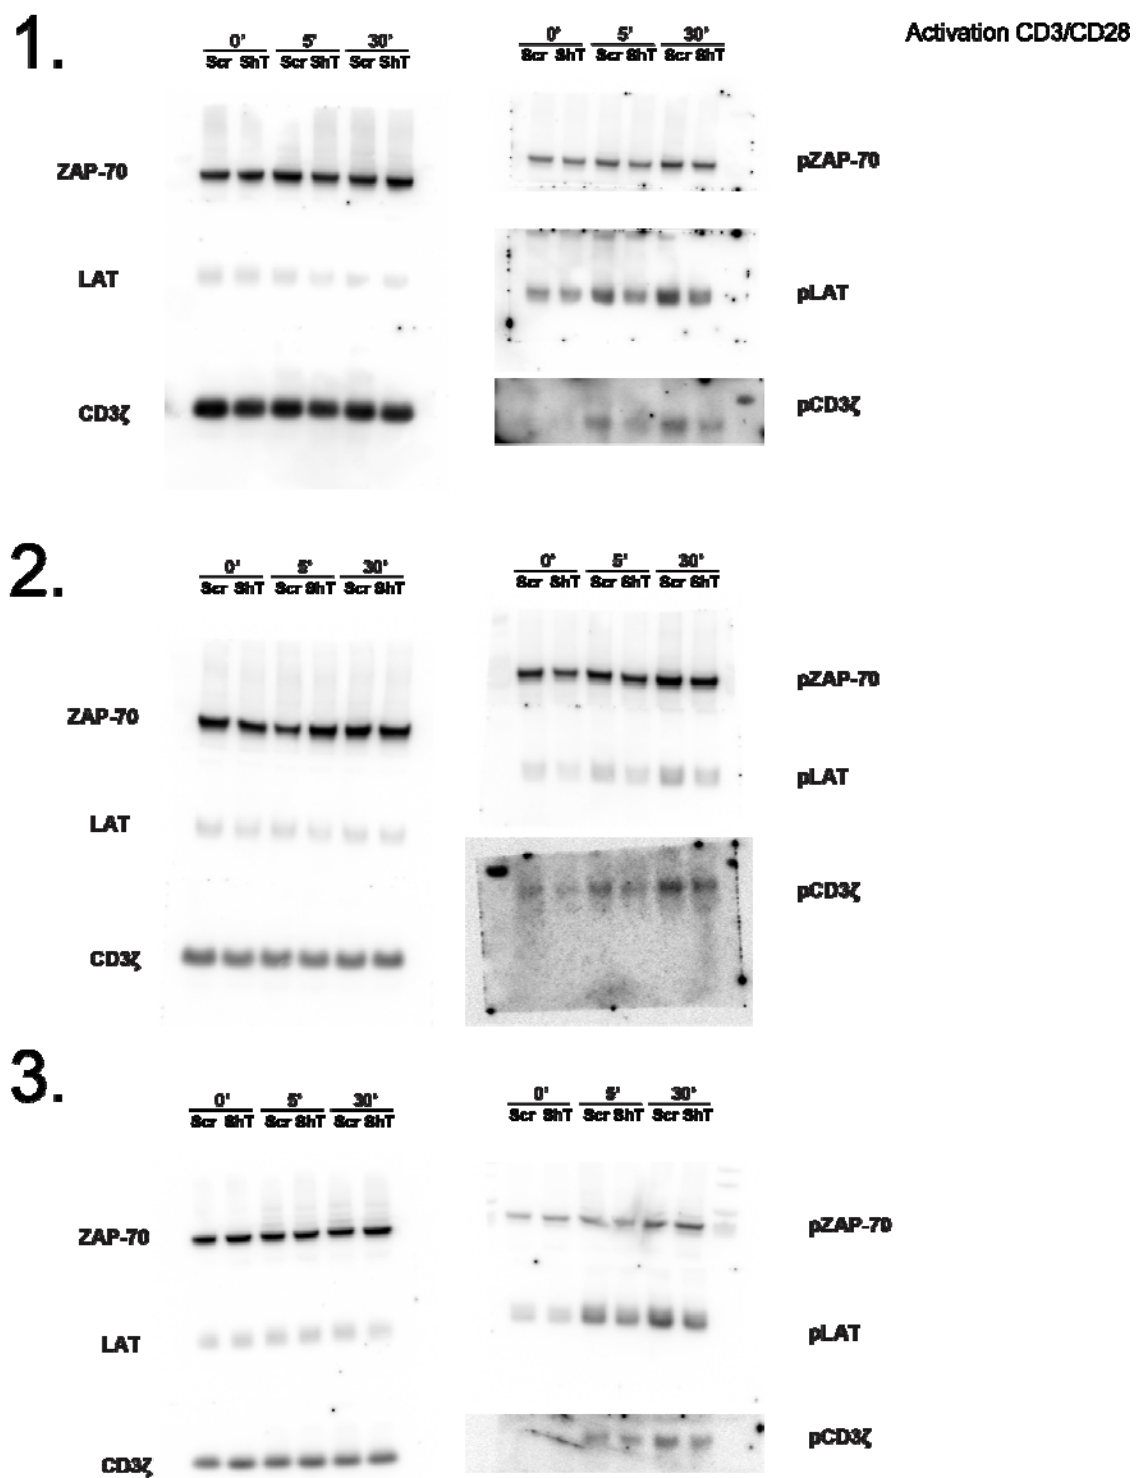 1.
Activation CD3/CD28
0' 5' 30'
Scr ShT Scr ShT Scr ShT
0' 5' 30'
Scr ShT Scr ShT Scr ShT
ZAP-70
pZAP-70
LAT
pLAT
CD3ζ
pCD3ζ
2.
0' 5' 30'
Scr ShT Scr ShT Scr ShT
0' 5' 30'
Scr ShT Scr ShT Scr ShT
ZAP-70
pZAP-70
LAT
pLAT
CD3ζ
pCD3ζ
3.
0' 5' 30'
Scr ShT Scr ShT Scr ShT
0' 5' 30'
Scr ShT Scr ShT Scr ShT
ZAP-70
pZAP-70
LAT
pLAT
CD3ζ
pCD3ζ